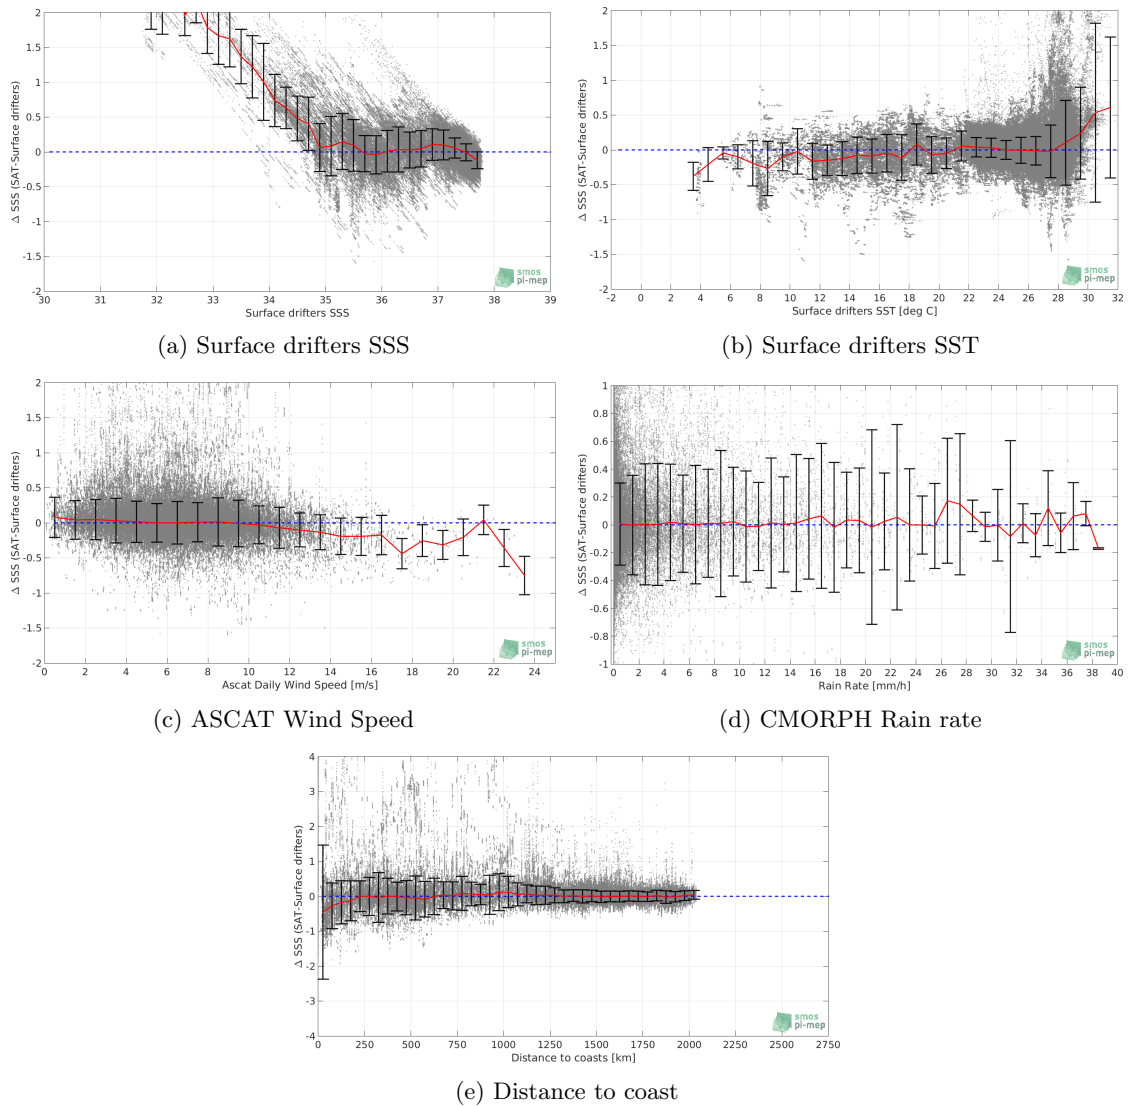 2
1.5
1
0.5
0
-0.5
-1
-1.5
-2
Δ SSS (SAT-Surface drifters)
30 31 32 33 34 35 36 37 38 39
Surface drifters SSS
smos
pi-mep
(a) Surface drifters SSS
2
1.5
1
0.5
0
-0.5
-1
-1.5
-2
Δ SSS (SAT-Surface drifters)
-2 0 2 4 6 8 10 12 14 16 18 20 22 24 26 28 30 32
Surface drifters SST [deg C]
smos
pi-mep
(b) Surface drifters SST
2
1.5
1
0.5
0
-0.5
-1
-1.5
-2
Δ SSS (SAT-Surface drifters)
0 2 4 6 8 10 12 14 16 18 20 22 24
Ascat Daily Wind Speed [m/s]
smos
pi-mep
(c) ASCAT Wind Speed
1
0.8
0.6
0.4
0.2
0
-0.2
-0.4
-0.6
-0.8
-1
Δ SSS (SAT-Surface drifters)
0 2 4 6 8 10 12 14 16 18 20 22 24 26 28 30 32 34 36 38 40
Rain Rate [mm/h]
smos
pi-mep
(d) CMORPH Rain rate
4
3
2
1
0
-1
-2
-3
-4
Δ SSS (SAT-Surface drifters)
0 250 500 750 1000 1250 1500 1750 2000 2250 2500 2750
Distance to coasts [km]
smos
pi-mep
(e) Distance to coast